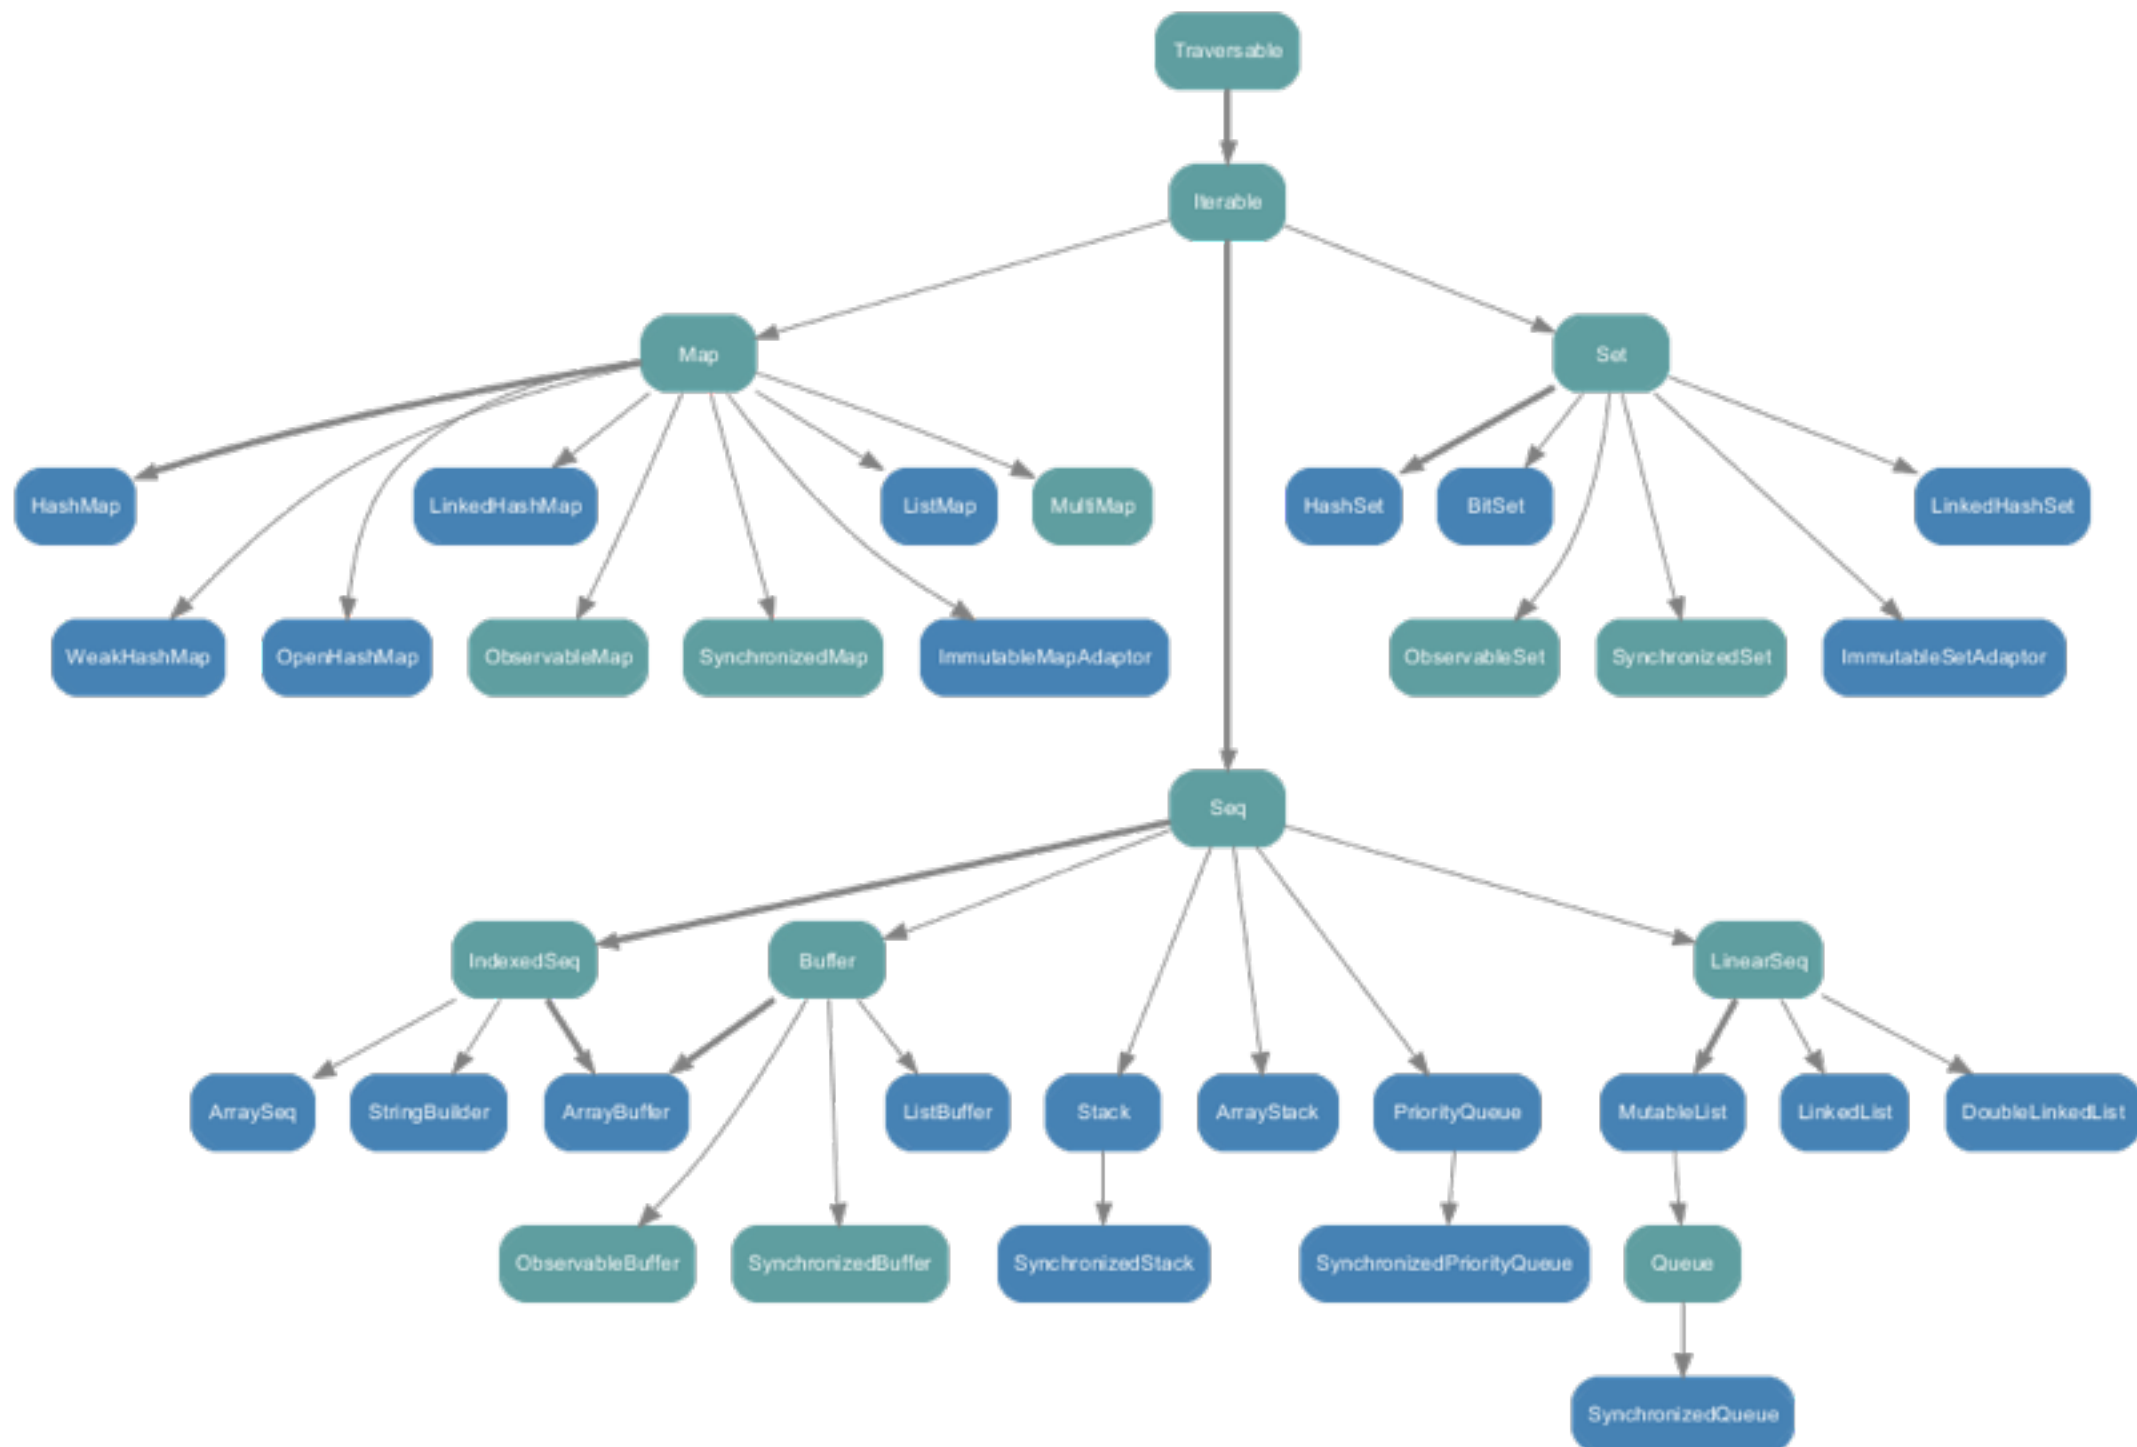 Traversable
Iterable
Map
Set
HashMap
LinkedHashMap
ListMap
MultiMap
HashSet
BitSet
LinkedHashSet
WeakHashMap
OpenHashMap
ObservableMap
SynchronizedMap
ImmutableMapAdaptor
ObservableSet
SynchronizedSet
ImmutableSetAdaptor
Seq
IndexedSeq
Buffer
LinearSeq
ArraySeq
StringBuilder
ArrayBuffer
ListBuffer
Stack
ArrayStack
PriorityQueue
MutableList
LinkedList
DoubleLinkedList
ObservableBuffer
SynchronizedBuffer
SynchronizedStack
SynchronizedPriorityQueue
Queue
SynchronizedQueue